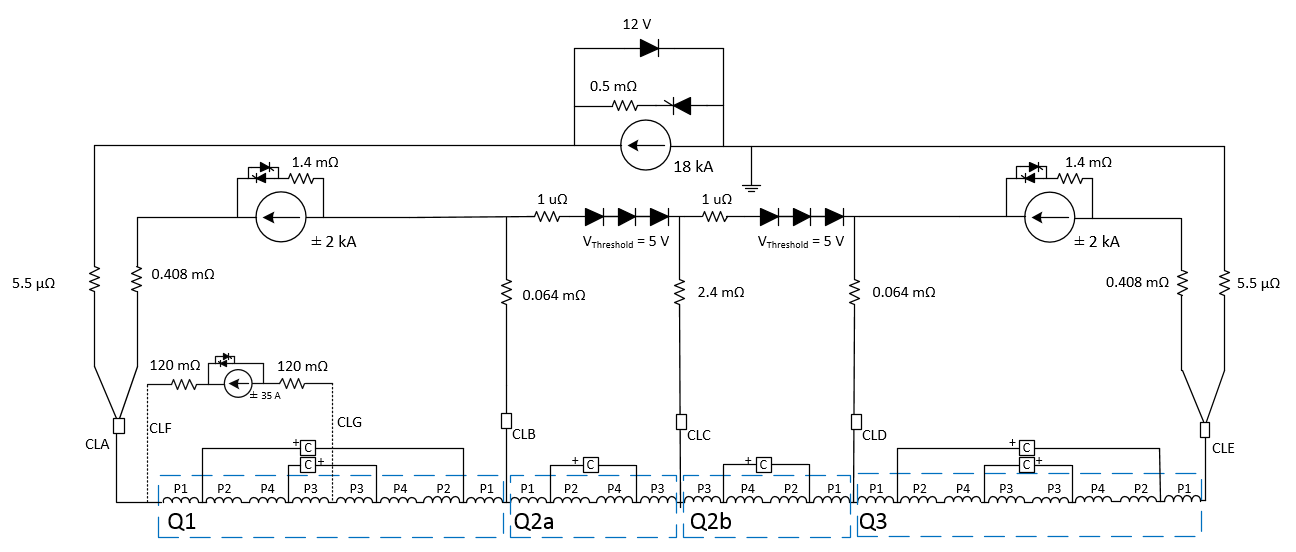 12 V
0.5 mΩ
18 kA
1.4 mΩ
± 2 kA
1 uΩ
VThreshold = 5 V
1 uΩ
VThreshold = 5 V
1.4 mΩ
± 2 kA
5.5 µΩ
0.408 mΩ
0.064 mΩ
2.4 mΩ
0.064 mΩ
0.408 mΩ
5.5 µΩ
120 mΩ
120 mΩ
± 35 A
CLA
CLF
CLG
CLB
CLC
CLD
CLE
+ C
C +
+ C
+ C
+ C
C +
P1 P2 P4 P3 P3 P4 P2 P1
P1 P2 P4 P3
P3 P4 P2 P1
P1 P2 P4 P3 P3 P4 P2 P1
Q1
Q2a
Q2b
Q3